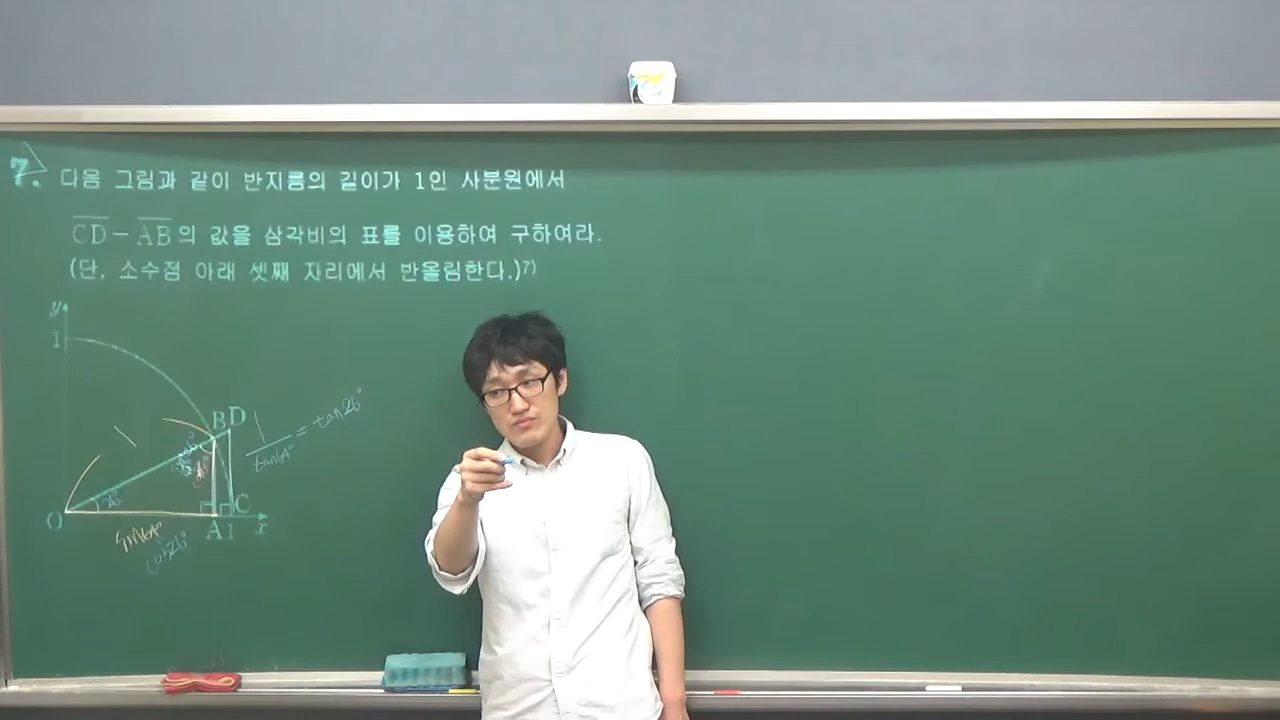 7. 다음 그림과 같이 반지름의 길이가 1인 사분원에서
CD－AB의 값을 삼각비의 표를 이용하여 구하여라.
(단, 소수점 아래 셋째 자리에서 반올림한다.)7)
y
1
B D
1/tan64° = tan26°
O
C
A 1 x
sin64°
cos26°